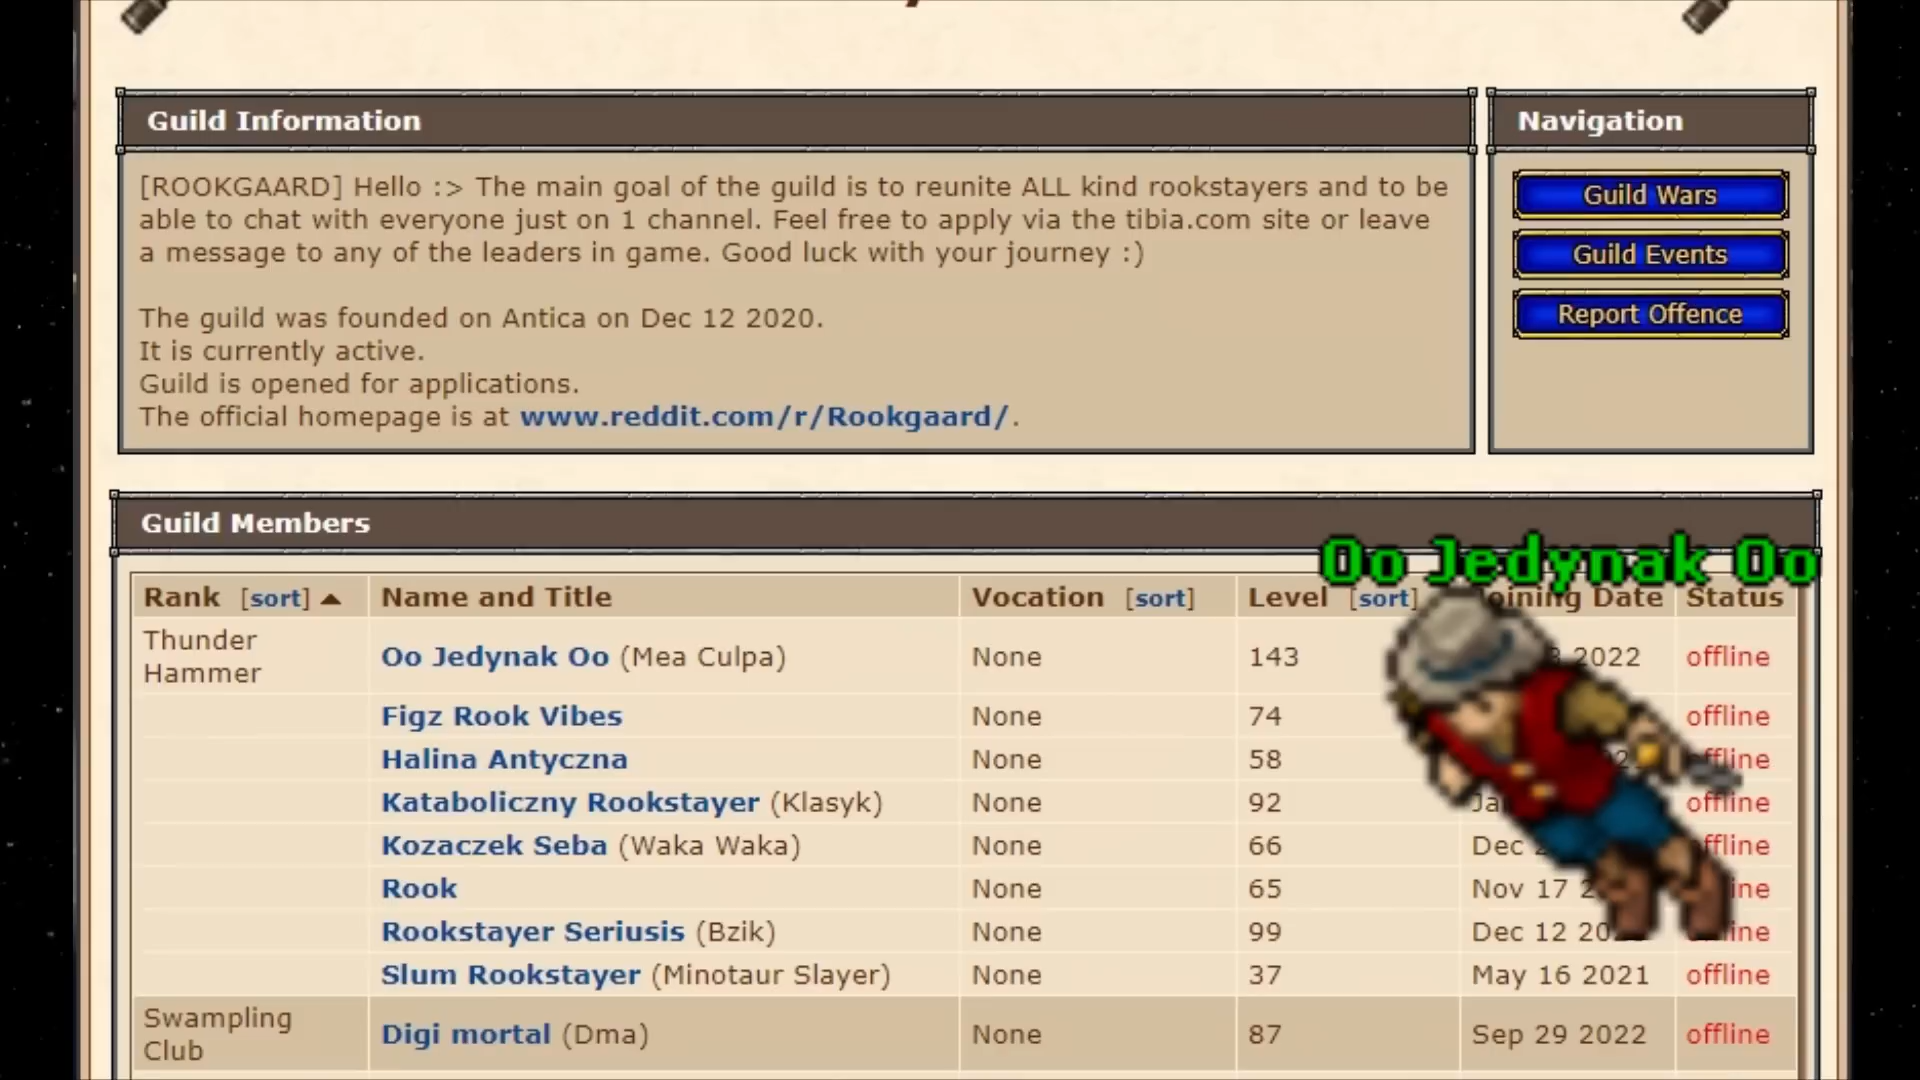 Guild Information
Navigation
[ROOKGAARD] Hello :> The main goal of the guild is to reunite ALL kind rookstayers and to be
able to chat with everyone just on 1 channel. Feel free to apply via the tibia.com site or leave
a message to any of the leaders in game. Good luck with your journey :)
The guild was founded on Antica on Dec 12 2020.
It is currently active.
Guild is opened for applications.
The official homepage is at www.reddit.com/r/Rookgaard/.
Guild Wars
Guild Events
Report Offence
Guild Members
Oo Jedynak Oo
Rank [sort] Name and Title Vocation [sort] Level [sort] Date Status
Thunder
Hammer
Oo Jedynak Oo (Mea Culpa) None 143 2022 offline
Figz Rook Vibes None 74 offline
Halina Antyczna None 58
Kataboliczny Rookstayer (Klasyk) None 92 offline
Kozaczek Seba (Waka Waka) None 66 Dec
Rook None 65 Nov 17
Rookstayer Seriusis (Bzik) None 99 Dec 12
Slum Rookstayer (Minotaur Slayer) None 37 May 16 2021 offline
Swampling
Club
Digi mortal (Dma) None 87 Sep 29 2022 offline